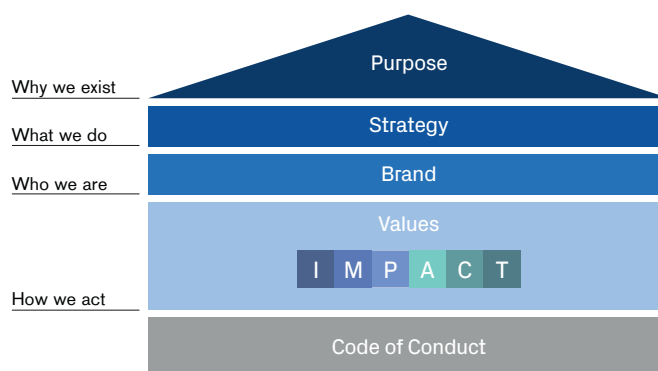 Purpose
Why we exist
Strategy
What we do
Brand
Who we are
Values
IMPACT
How we act
Code of Conduct